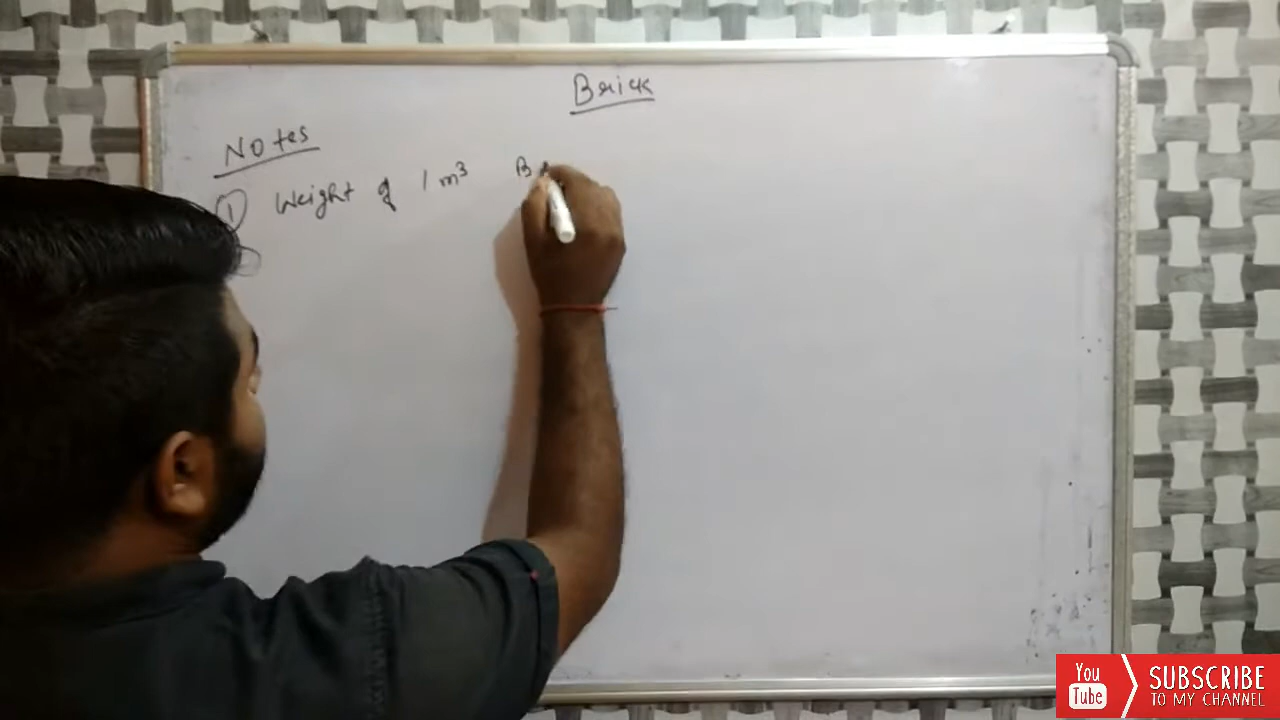 Brick
Notes
① Weight of 1 m³ B
You
Tube
SUBSCRIBE
TO MY CHANNEL